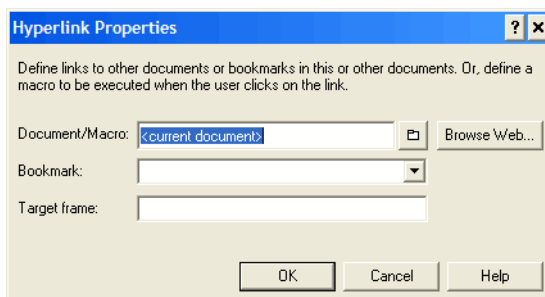 Hyperlink Properties
Define links to other documents or bookmarks in this or other documents. Or, define a
macro to be executed when the user clicks on the link.
Document/Macro: <current document> Browse Web...
Bookmark:
Target frame:
OK Cancel Help